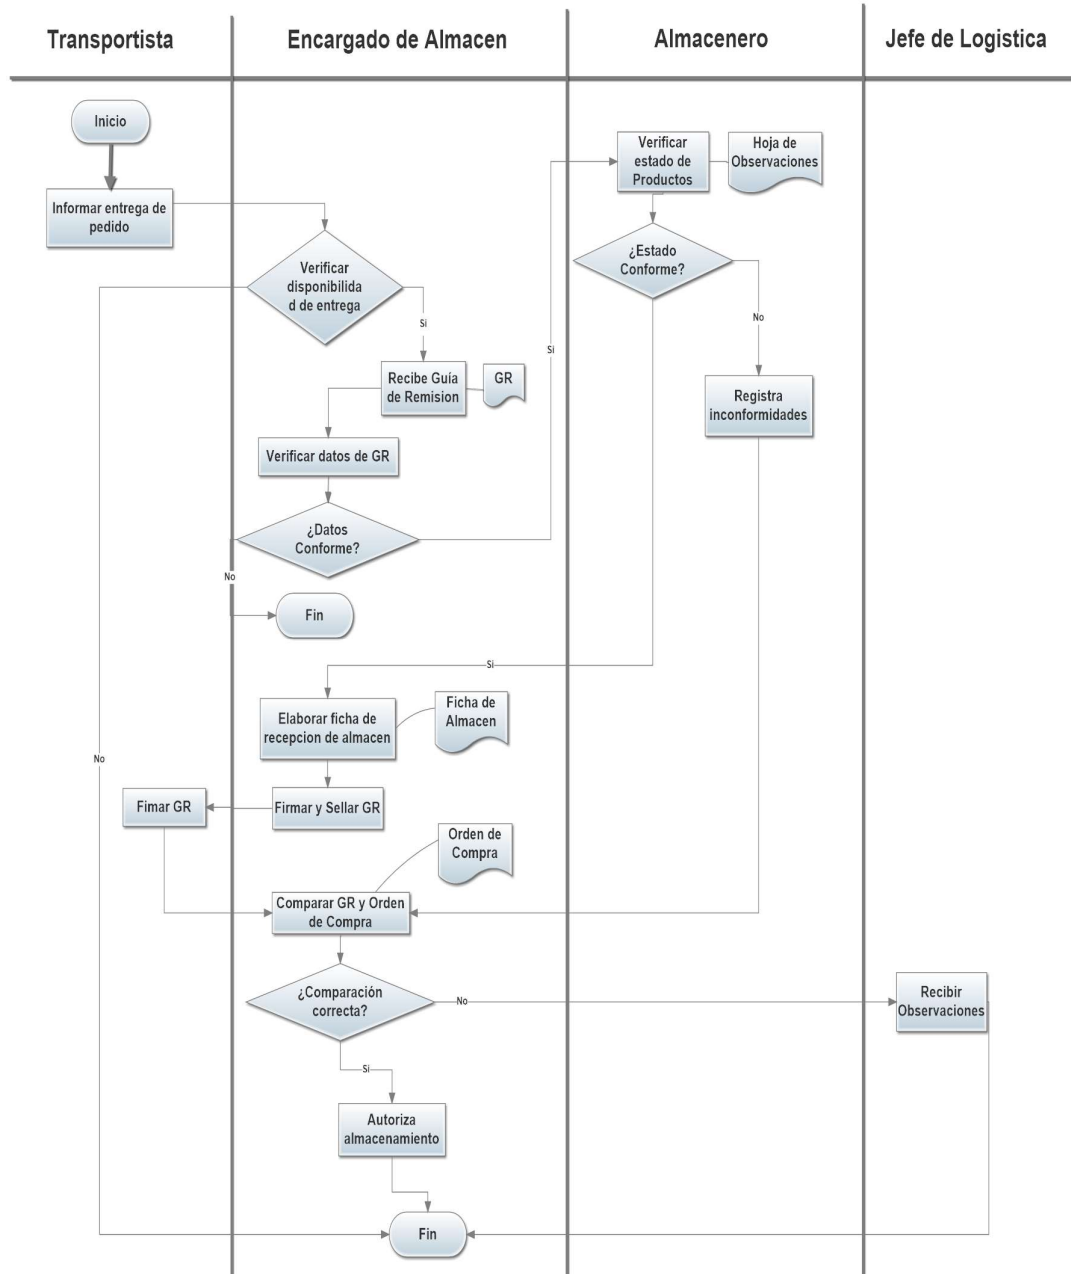 Transportista
Encargado de Almacen
Almacenero
Jefe de Logistica
Inicio
Informar entrega de
pedido
Verificar
disponibilida
d de entrega
Si
Recibe Guía
de Remision
GR
Verificar datos de GR
¿Datos
Conforme?
No
Fin
Si
Verificar
estado de
Productos
Hoja de
Observaciones
¿Estado
Conforme?
No
Registra
inconformidades
Si
Elaborar ficha de
recepcion de almacen
Ficha de
Almacen
No
Fimar GR
Firmar y Sellar GR
Orden de
Compra
Comparar GR y Orden
de Compra
¿Comparación
correcta?
No
Recibir
Observaciones
Si
Autoriza
almacenamiento
Fin